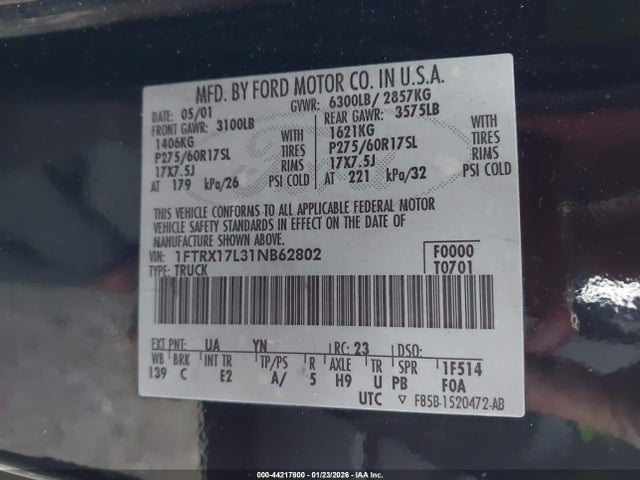 MFD. BY FORD MOTOR CO. IN U.S.A.
DATE: 05/01 GVWR: 6300LB/ 2857KG
FRONT GAWR: 3100LB REAR GAWR: 3575LB
1406KG WITH 1621KG WITH
P275/60R17SL TIRES P275/60R17SL TIRES
17X7.5J RIMS 17X7.5J RIMS
AT 179 kPa/26 PSI COLD AT 221 kPa/32 PSI COLD
THIS VEHICLE CONFORMS TO ALL APPLICABLE FEDERAL MOTOR
VEHICLE SAFETY STANDARDS IN EFFECT ON THE DATE OF
MANUFACTURE SHOWN ABOVE.
VIN: 1FTRX17L31NB62802 F0000
TYPE: TRUCK T0701
EXT PNT: UA YN RC: 23 DSO:
WB BRK INT TR TP/PS R AXLE TR SPR 1F514
139 C E2 A/ 5 H9 U PB F0A
UTC ▽ F85B-1520472-AB
000-44217800 - 01/23/2026 - IAA Inc.